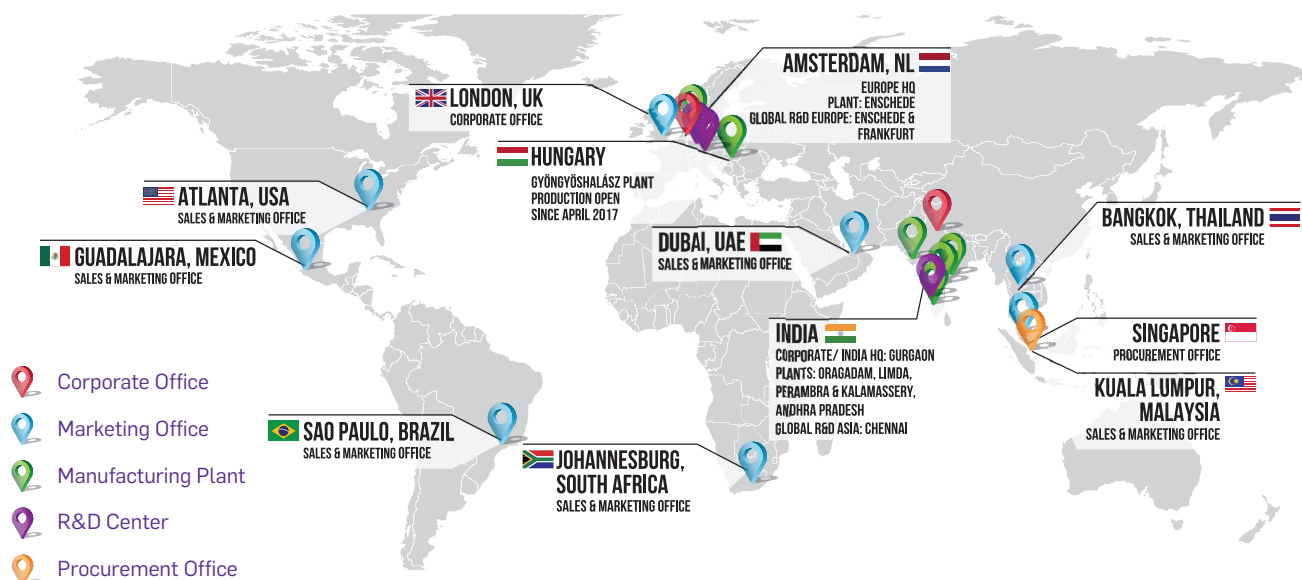 AMSTERDAM, NL
EUROPE HQ
PLANT: ENSCHEDE
GLOBAL R&D EUROPE: ENSCHEDE &
FRANKFURT
LONDON, UK
CORPORATE OFFICE
HUNGARY
GYÖNGYÖSHALÁSZ PLANT
PRODUCTION OPEN
SINCE APRIL 2017
ATLANTA, USA
SALES & MARKETING OFFICE
GUADALAJARA, MEXICO
SALES & MARKETING OFFICE
DUBAI, UAE
SALES & MARKETING OFFICE
BANGKOK, THAILAND
SALES & MARKETING OFFICE
INDIA
CORPORATE/ INDIA HQ: GURGAON
PLANTS: ORAGADAM, LIMDA,
PERAMBRA & KALAMASSERY,
ANDHRA PRADESH
GLOBAL R&D ASIA: CHENNAI
SINGAPORE
PROCUREMENT OFFICE
KUALA LUMPUR,
MALAYSIA
SALES & MARKETING OFFICE
SAO PAULO, BRAZIL
SALES & MARKETING OFFICE
JOHANNESBURG,
SOUTH AFRICA
SALES & MARKETING OFFICE
Corporate Office
Marketing Office
Manufacturing Plant
R&D Center
Procurement Office